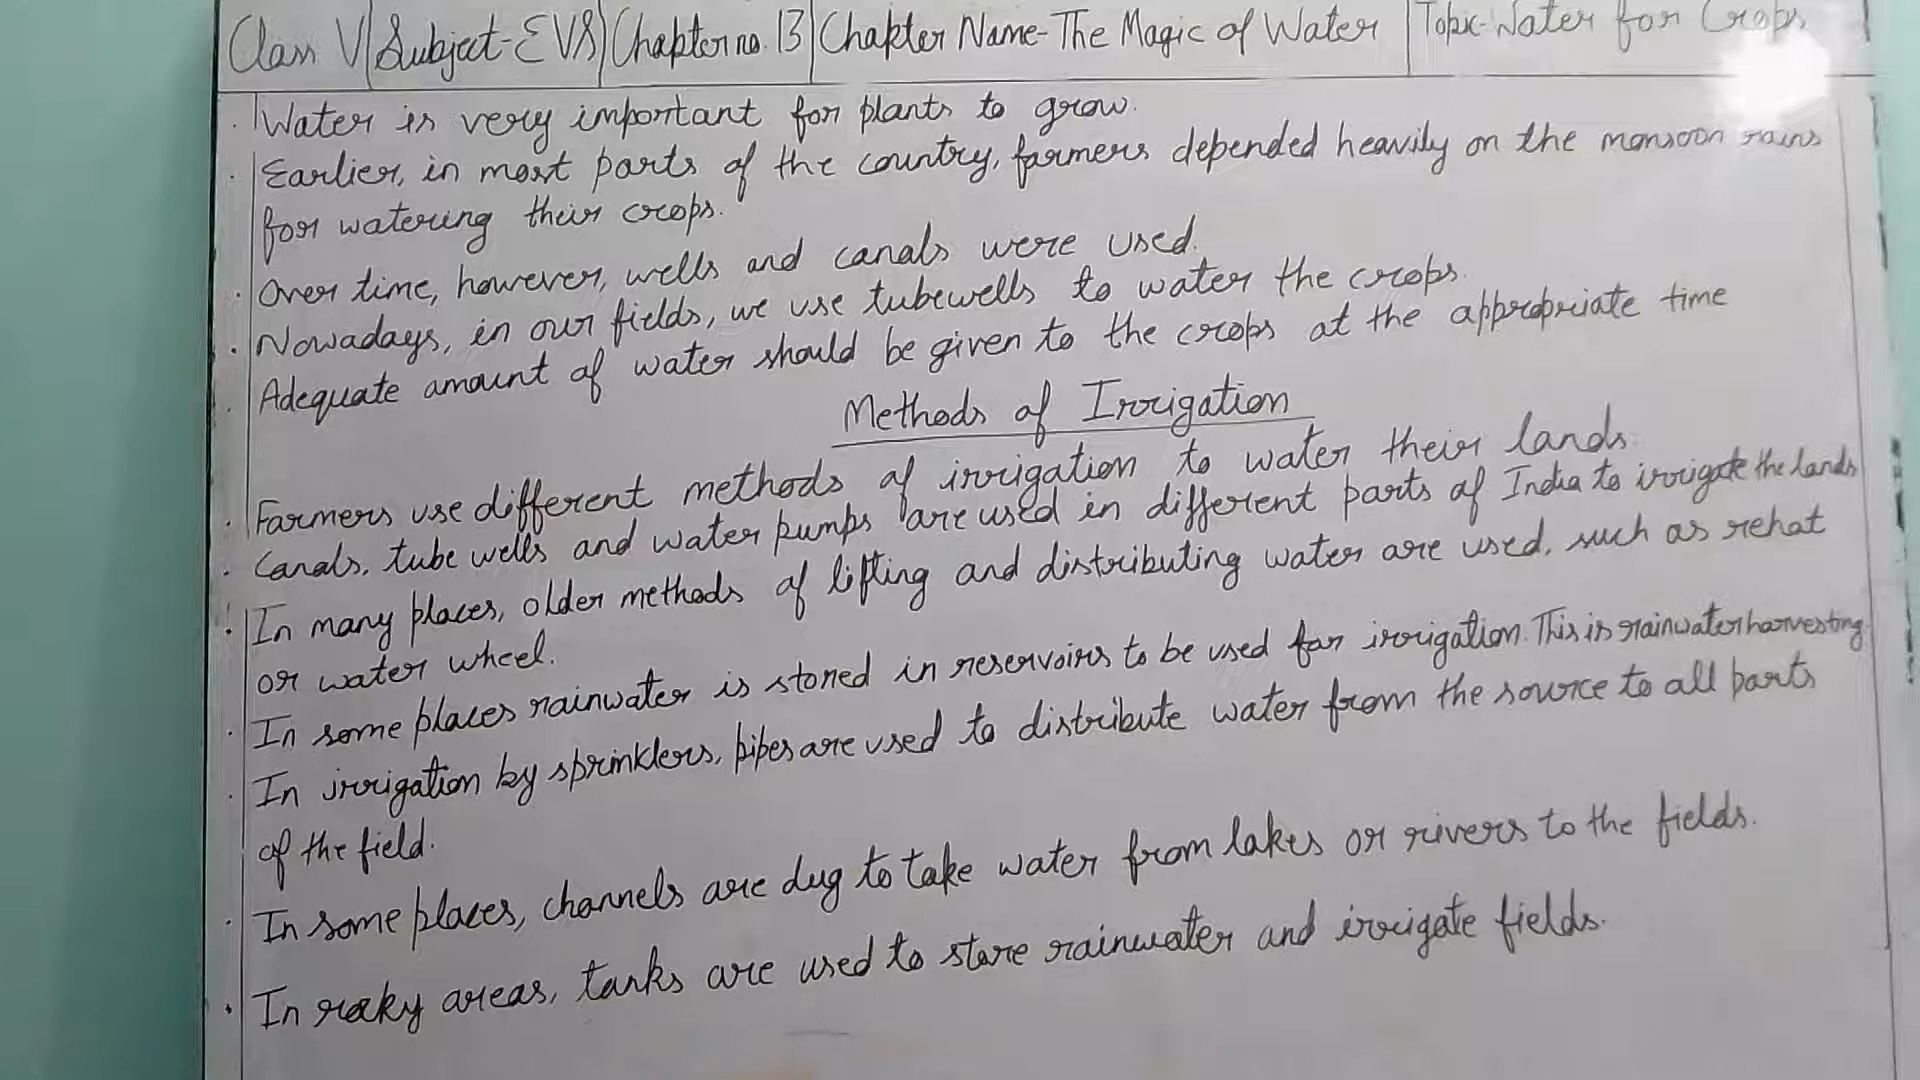 Class V | Subject-EVS | Chapter no. 13 | Chapter Name- The Magic of Water | Topic-Water for Crops
. Water is very important for plants to grow.
. Earlier, in most parts of the country, farmers depended heavily on the monsoon rains
for watering their crops.
. Over time, however, wells and canals were used.
. Nowadays, in our fields, we use tubewells to water the crops.
. Adequate amount of water should be given to the crops at the appropriate time
Methods of Irrigation
. Farmers use different methods of irrigation to water their lands.
. Canals, tube wells and water pumps are used in different parts of India to irrigate the lands
. In many places, older methods of lifting and distributing water are used, such as rehat
or water wheel.
. In some places rainwater is stored in reservoirs to be used for irrigation. This is rainwater harvesting.
. In irrigation by sprinklers, pipes are used to distribute water from the source to all parts
of the field.
. In some places, channels are dug to take water from lakes or rivers to the fields.
. In rocky areas, tanks are used to store rainwater and irrigate fields.